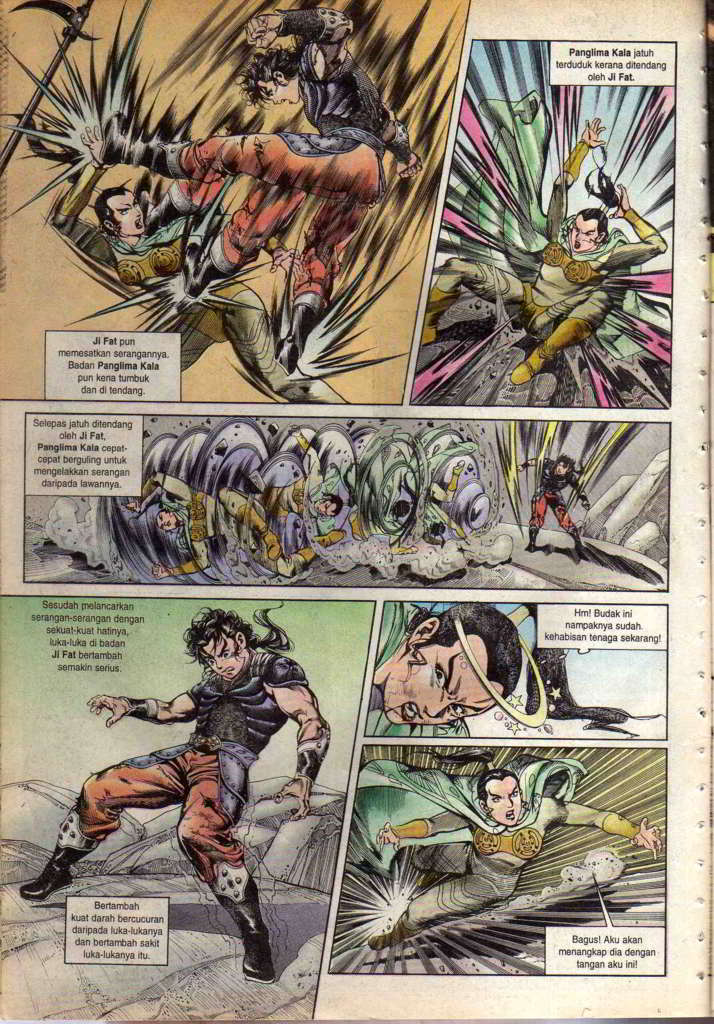 Ji Fat pun
memesatkan serangannya.
Badan Panglima Kala
pun kena tumbuk
dan di tendang.
Panglima Kala jatuh
terduduk kerana ditendang
oleh Ji Fat.
Selepas jatuh ditendang
oleh Ji Fat,
Panglima Kala cepat-
cepat berguling untuk
mengelakkan serangan
daripada lawannya.
Sesudah melancarkan
serangan-serangan dengan
sekuat-kuat hatinya,
luka-luka di badan
Ji Fat bertambah
semakin serius.
Bertambah
kuat darah bercucuran
daripada luka-lukanya
dan bertambah sakit
luka-lukanya itu.
Hm! Budak ini
nampaknya sudah
kehabisan tenaga sekarang!
Bagus! Aku akan
menangkap dia dengan
tangan aku ini!